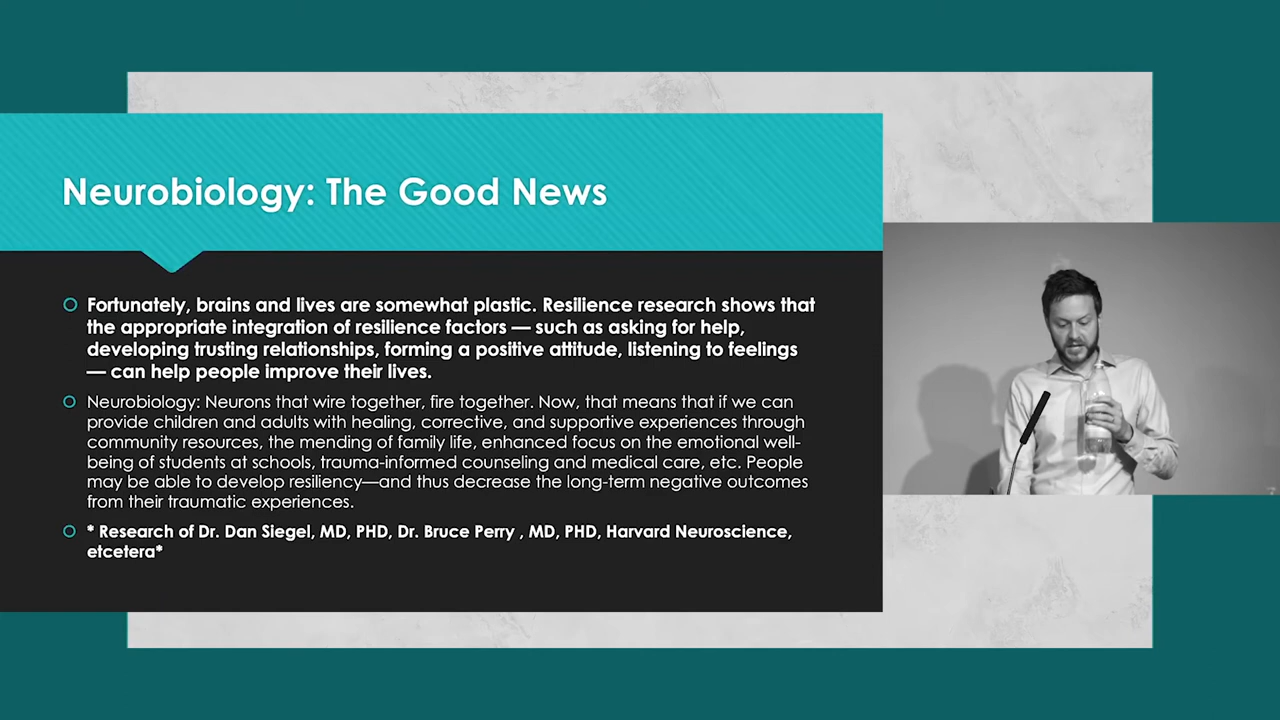 Neurobiology: The Good News
Fortunately, brains and lives are somewhat plastic. Resilience research shows that
the appropriate integration of resilience factors — such as asking for help,
developing trusting relationships, forming a positive attitude, listening to feelings
— can help people improve their lives.
Neurobiology: Neurons that wire together, fire together. Now, that means that if we can
provide children and adults with healing, corrective, and supportive experiences through
community resources, the mending of family life, enhanced focus on the emotional well-
being of students at schools, trauma-informed counseling and medical care, etc. People
may be able to develop resiliency—and thus decrease the long-term negative outcomes
from their traumatic experiences.
* Research of Dr. Dan Siegel, MD, PHD, Dr. Bruce Perry , MD, PHD, Harvard Neuroscience,
etcetera*